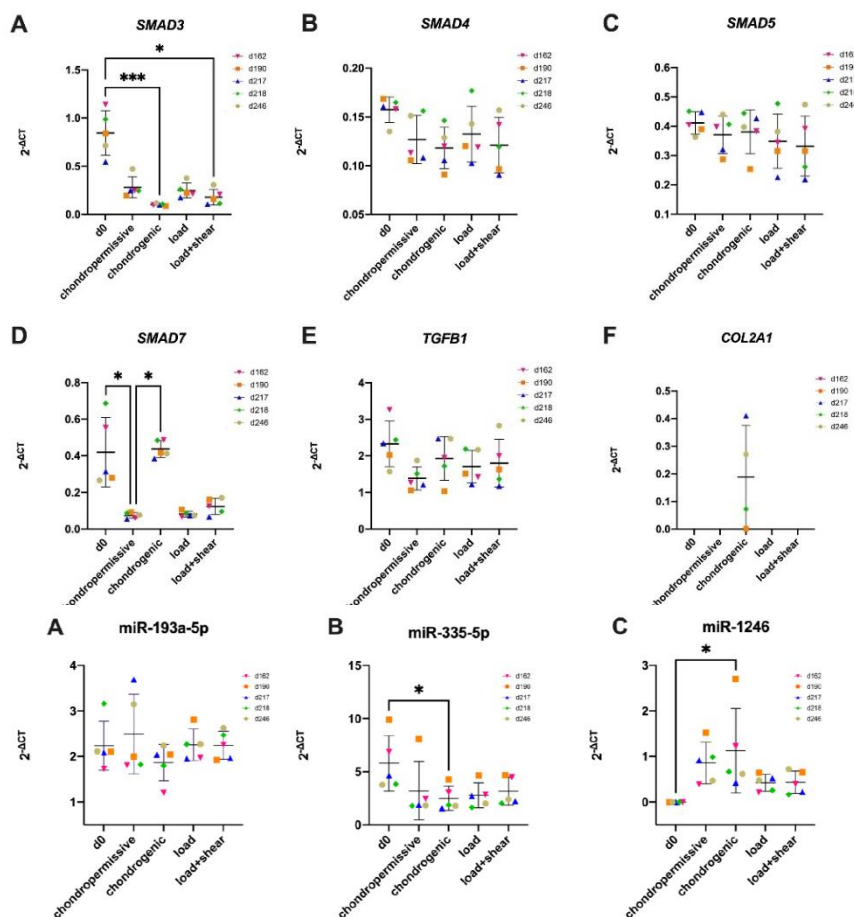 A
SMAD3
*
***
1.5
1.0
0.5
0.0
2-ΔCT
d0
chondropermissive
chondrogenic
load
load+shear
d162
d190
d217
d218
d246
B
SMAD4
0.20
0.15
0.10
0.05
2-ΔCT
d0
chondropermissive
chondrogenic
load
load+shear
d162
d190
d217
d218
d246
C
SMAD5
0.6
0.5
0.4
0.3
0.2
0.1
2-ΔCT
d0
chondropermissive
chondrogenic
load
load+shear
d16
d19
d21
d21
d24
D
SMAD7
*
*
0.8
0.6
0.4
0.2
0.0
2-ΔCT
d0
chondropermissive
chondrogenic
load
load+shear
d162
d190
d217
d218
d246
E
TGFB1
4
3
2
1
0
2-ΔCT
d0
chondropermissive
chondrogenic
load
load+shear
d162
d190
d217
d218
d246
F
COL2A1
0.5
0.4
0.3
0.2
0.1
0.0
2-ΔCT
d0
chondropermissive
chondrogenic
load
load+shear
d162
d190
d217
d218
d246
A
miR-193a-5p
4
3
2
1
2-ΔCT
d0
chondropermissive
chondrogenic
load
load+shear
d162
d190
d217
d218
d246
B
miR-335-5p
*
15
10
5
0
2-ΔCT
d0
chondropermissive
chondrogenic
load
load+shear
d162
d190
d217
d218
d246
C
miR-1246
*
3
2
1
0
2-ΔCT
d0
chondropermissive
chondrogenic
load
load+shear
d162
d190
d217
d218
d246